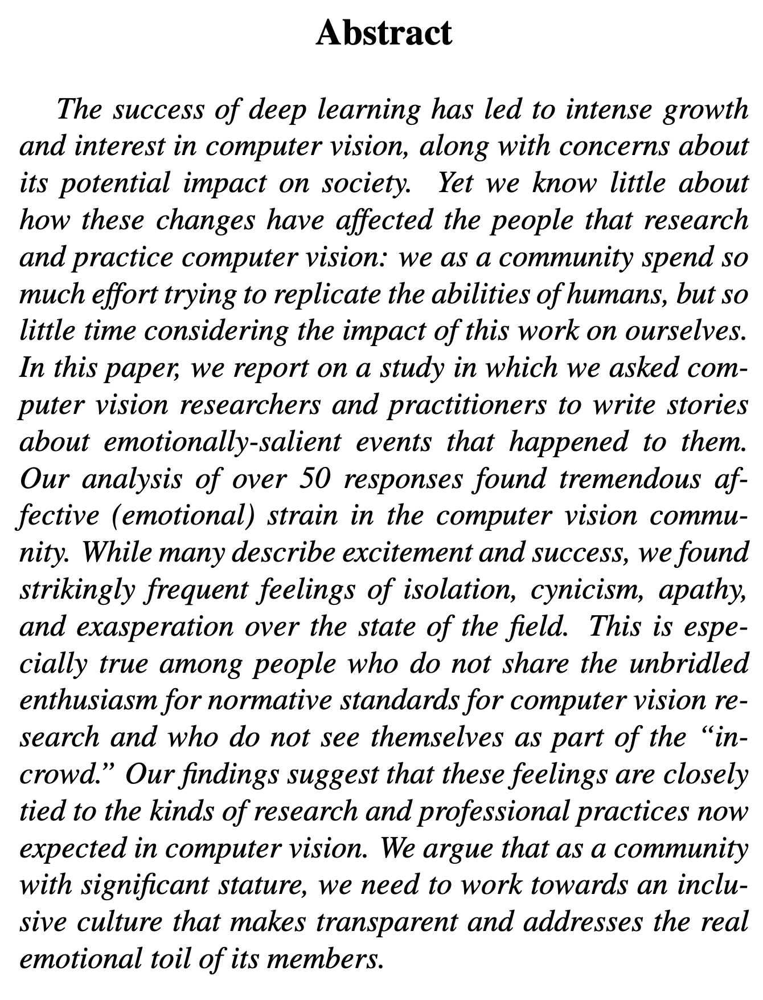 Abstract
The success of deep learning has led to intense growth
and interest in computer vision, along with concerns about
its potential impact on society. Yet we know little about
how these changes have affected the people that research
and practice computer vision: we as a community spend so
much effort trying to replicate the abilities of humans, but so
little time considering the impact of this work on ourselves.
In this paper, we report on a study in which we asked com-
puter vision researchers and practitioners to write stories
about emotionally-salient events that happened to them.
Our analysis of over 50 responses found tremendous af-
fective (emotional) strain in the computer vision commu-
nity. While many describe excitement and success, we found
strikingly frequent feelings of isolation, cynicism, apathy,
and exasperation over the state of the field. This is espe-
cially true among people who do not share the unbridled
enthusiasm for normative standards for computer vision re-
search and who do not see themselves as part of the “in-
crowd.” Our findings suggest that these feelings are closely
tied to the kinds of research and professional practices now
expected in computer vision. We argue that as a community
with significant stature, we need to work towards an inclu-
sive culture that makes transparent and addresses the real
emotional toil of its members.